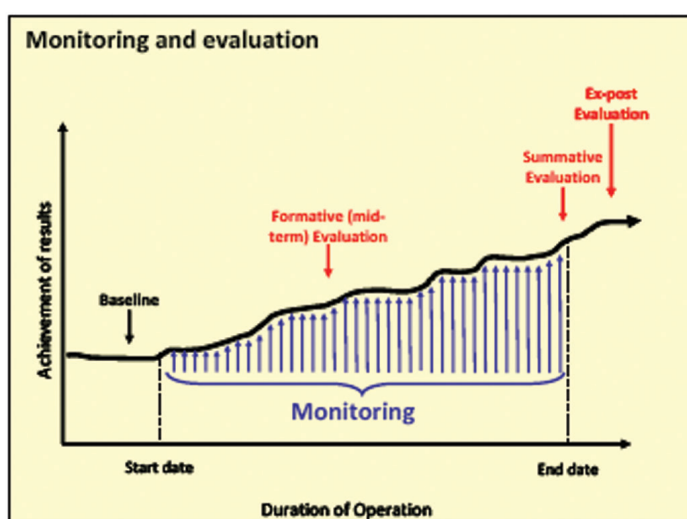 Monitoring and evaluation
Ex-post
Evaluation
Summative
Evaluation
Formative (mid-
term) Evaluation
Baseline
Achievement of results
Monitoring
Start date
End date
Duration of Operation